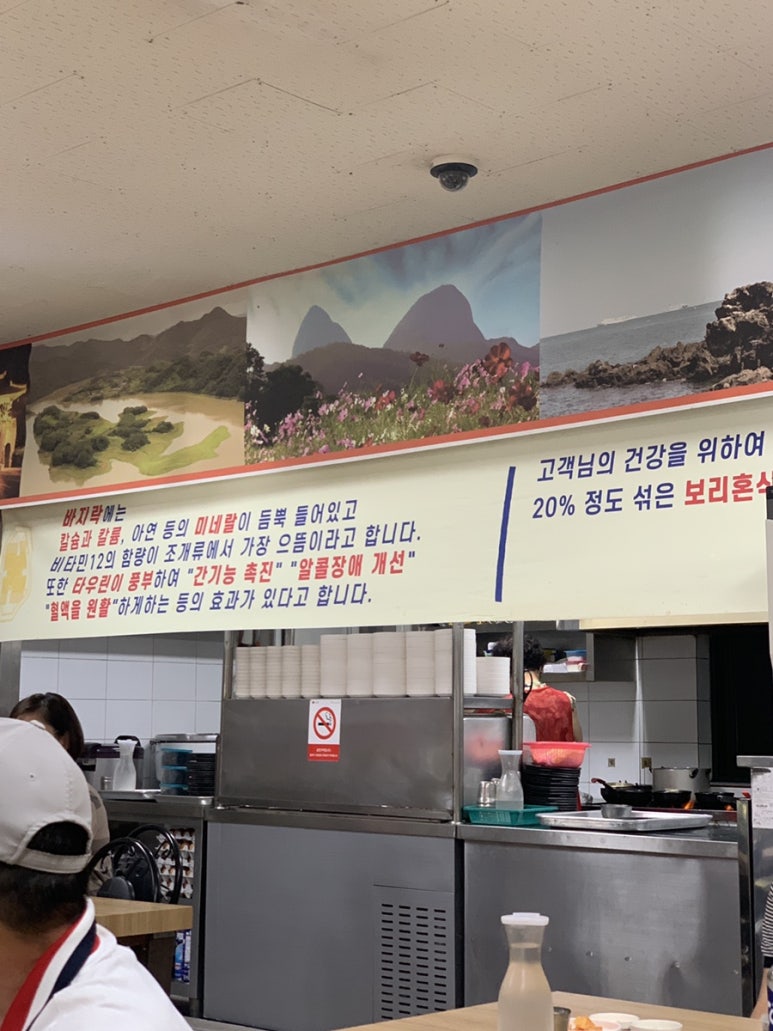 바지락에는
칼슘과 칼륨, 아연 등의 미네랄이 듬뿍 들어있고
비타민12의 함량이 조개류에서 가장 으뜸이라고 합니다.
또한 타우린이 풍부하여 "간기능 촉진" "알콜장애 개선"
"혈액을 원활"하게하는 등의 효과가 있다고 합니다.
고객님의 건강을 위하여
20% 정도 섞은 보리혼식